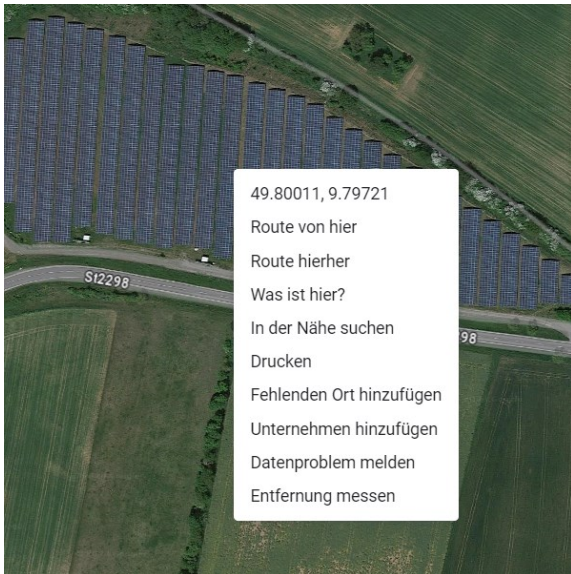 49.80011, 9.79721
Route von hier
Route hierher
Was ist hier?
St2298
In der Nähe suchen
98
Drucken
Fehlenden Ort hinzufügen
Unternehmen hinzufügen
Datenproblem melden
Entfernung messen